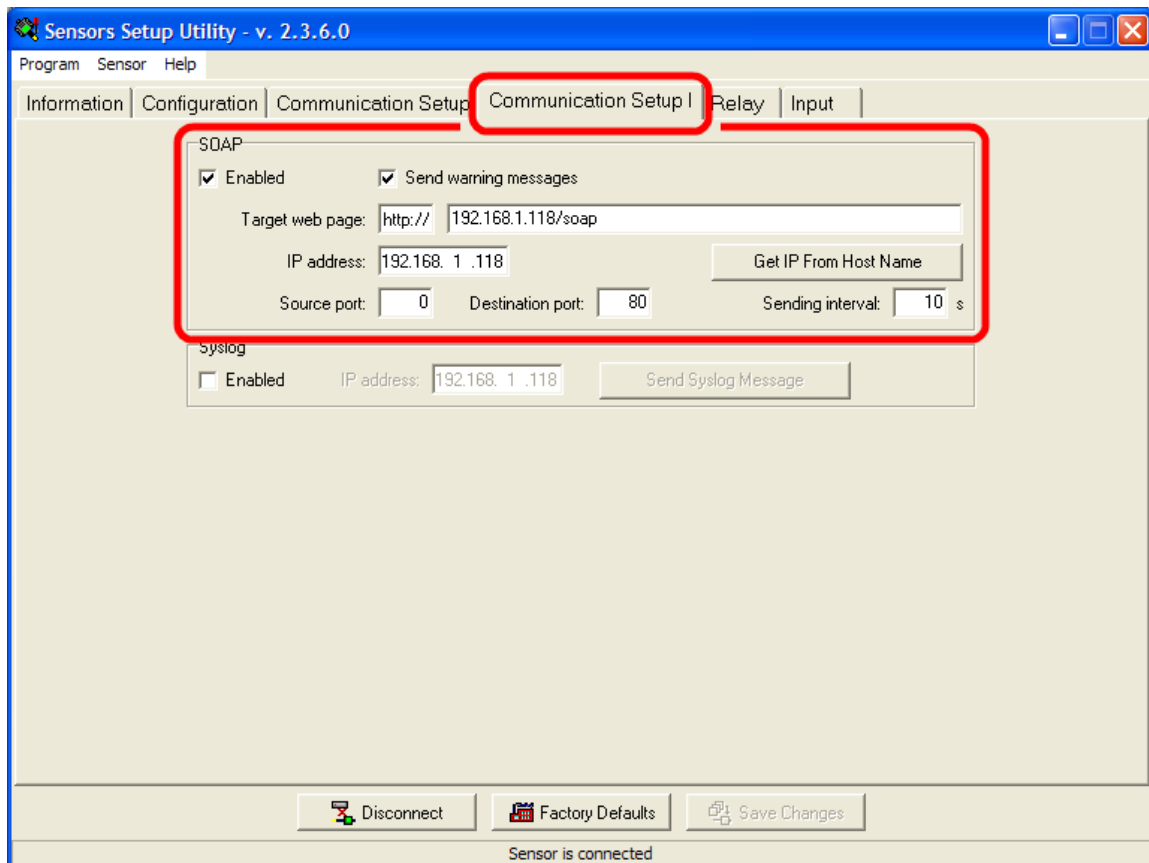 Sensors Setup Utility - v. 2.3.6.0
Program Sensor Help
Information Configuration Communication Setup Communication Setup I Relay Input
SOAP
Enabled Send warning messages
Target web page: http:// 192.168.1.118/soap
IP address: 192.168. 1 .118 Get IP From Host Name
Source port: 0 Destination port: 80 Sending interval: 10 s
Syslog
Enabled IP address: 192.168. 1 .118 Send Syslog Message
Disconnect Factory Defaults Save Changes
Sensor is connected